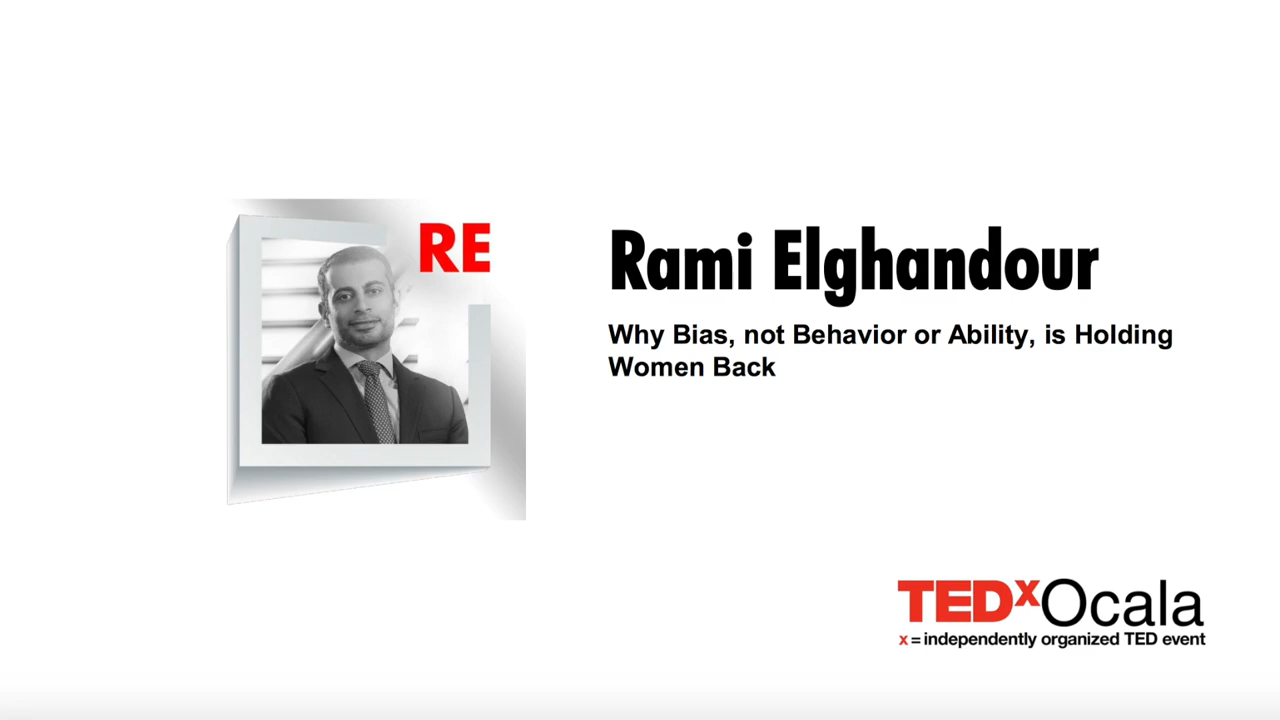 RE
Rami Elghandour
Why Bias, not Behavior or Ability, is Holding
Women Back
TEDxOcala
x = independently organized TED event